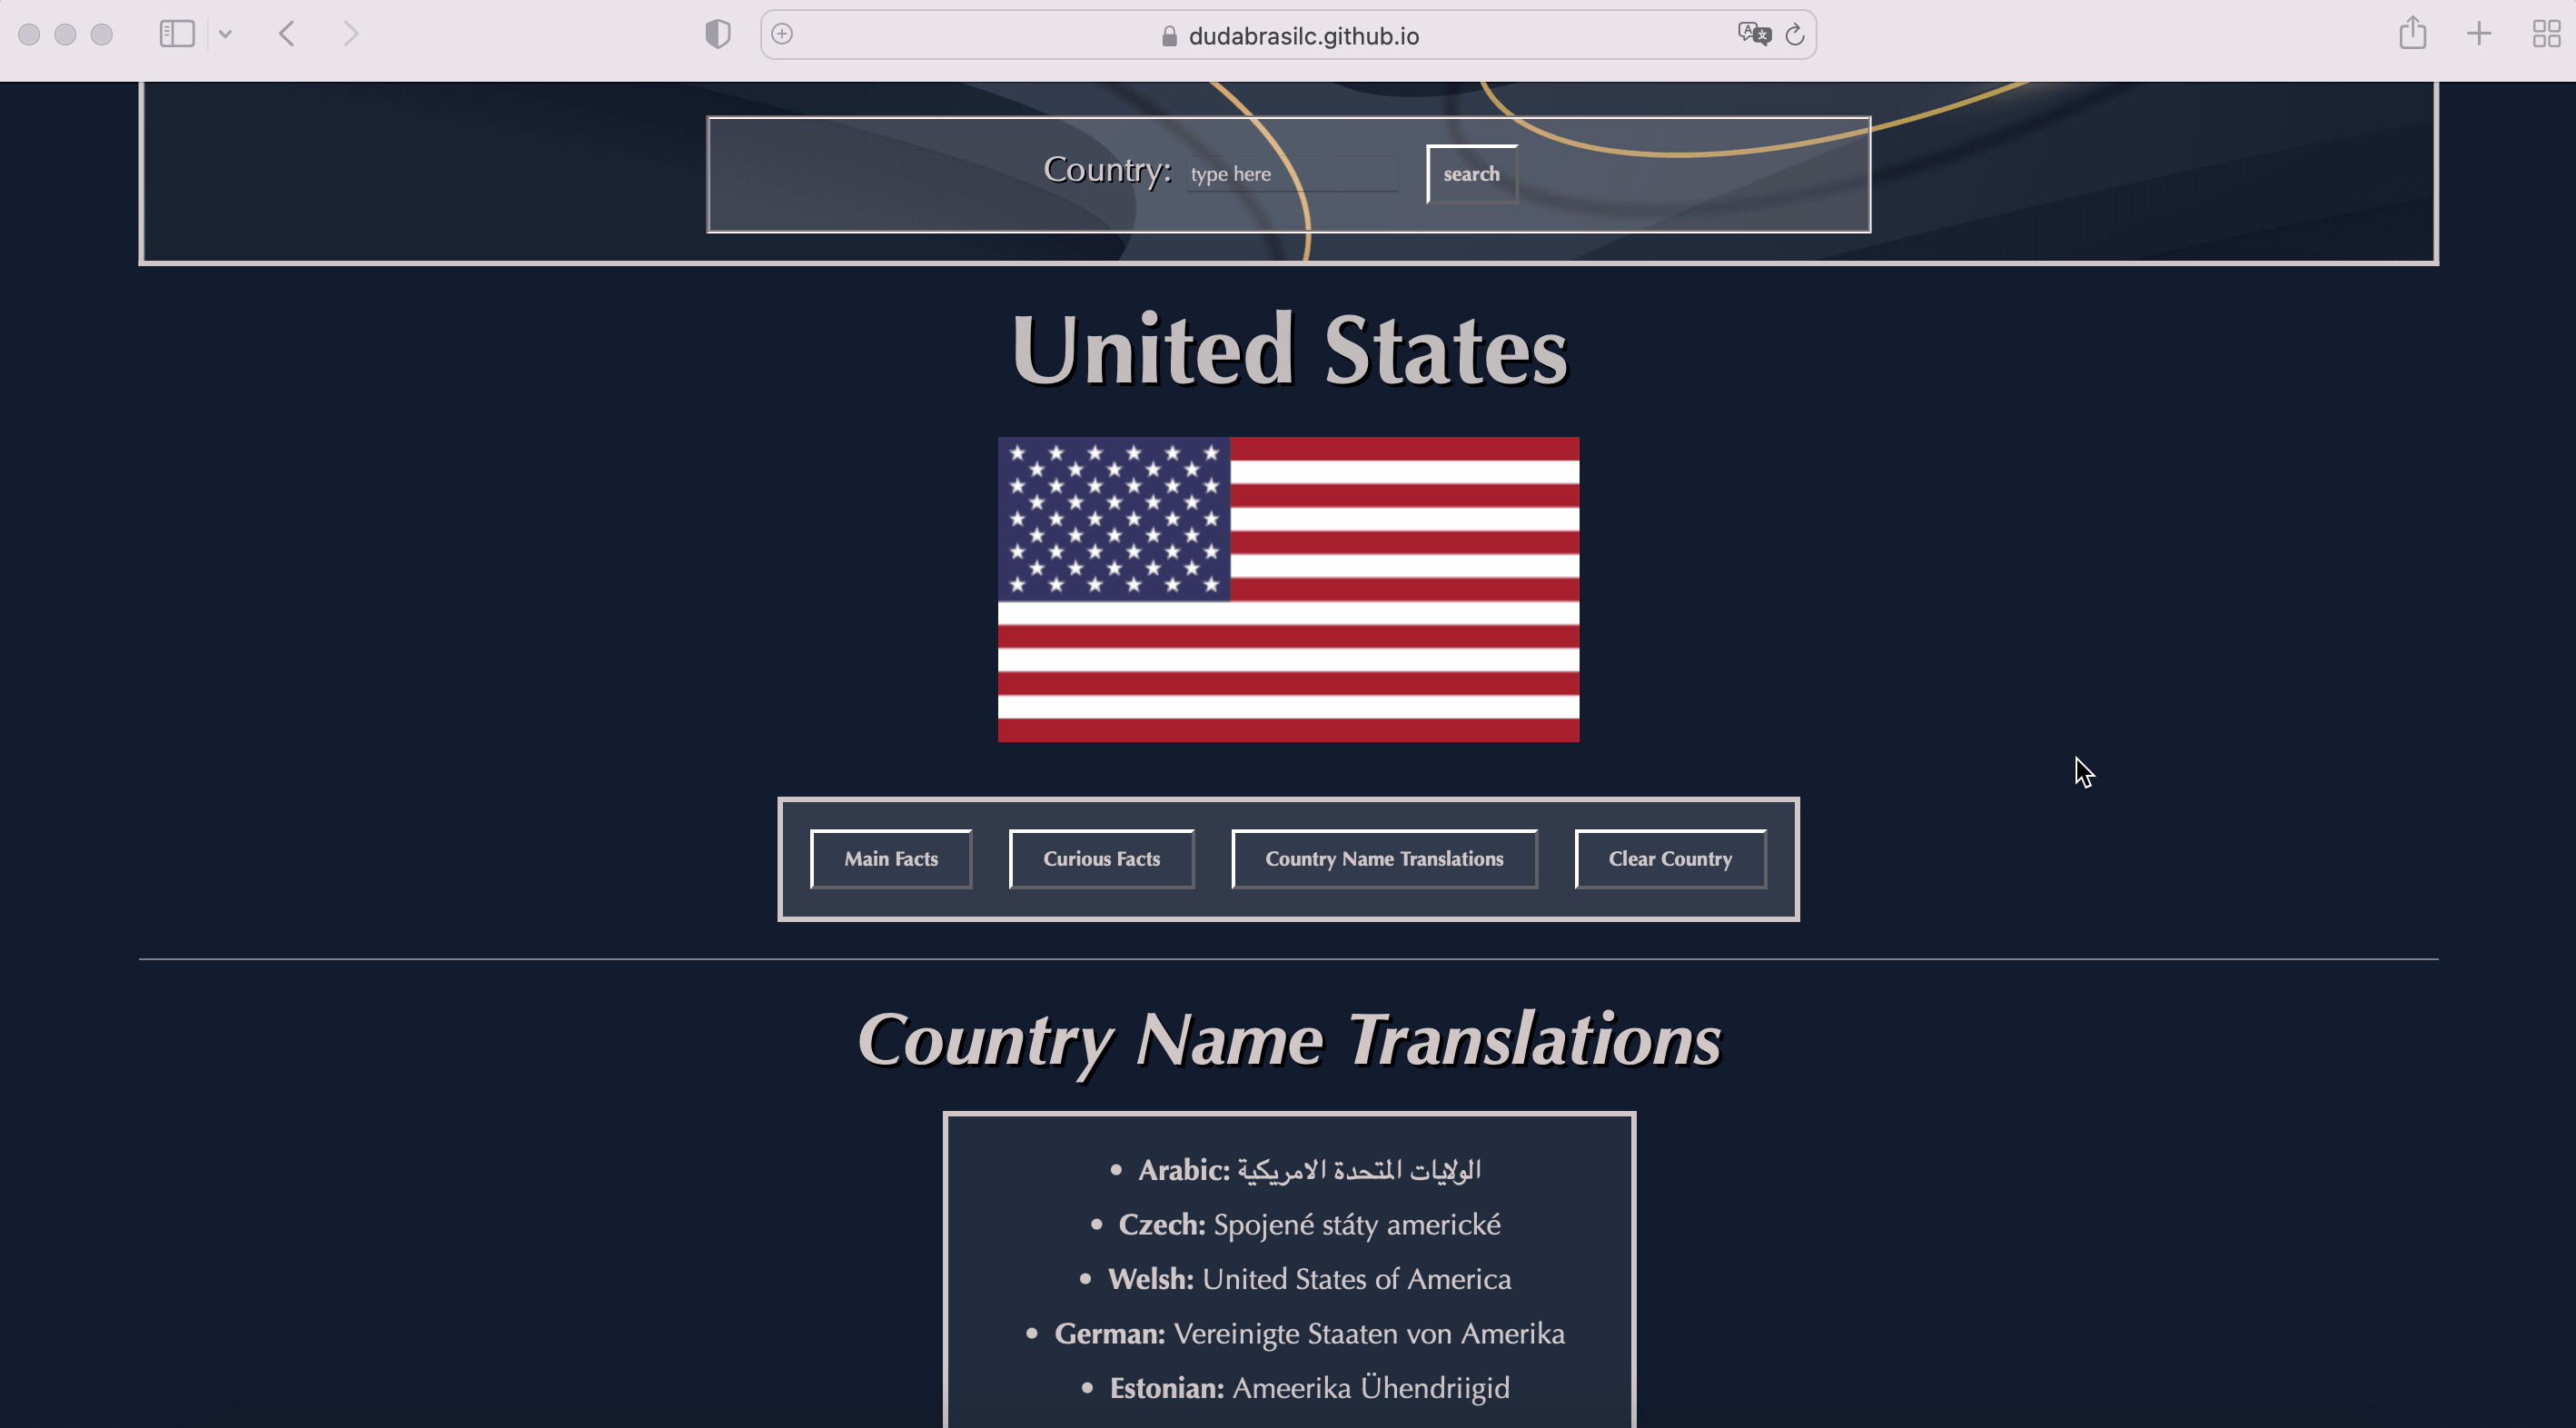 dudabrasilc.github.io
Country: type here search
United States
Main Facts Curious Facts Country Name Translations Clear Country
Country Name Translations
• Arabic: الولايات المتحدة الامريكية
• Czech: Spojené státy americké
• Welsh: United States of America
• German: Vereinigte Staaten von Amerika
• Estonian: Ameerika Ühendriigid